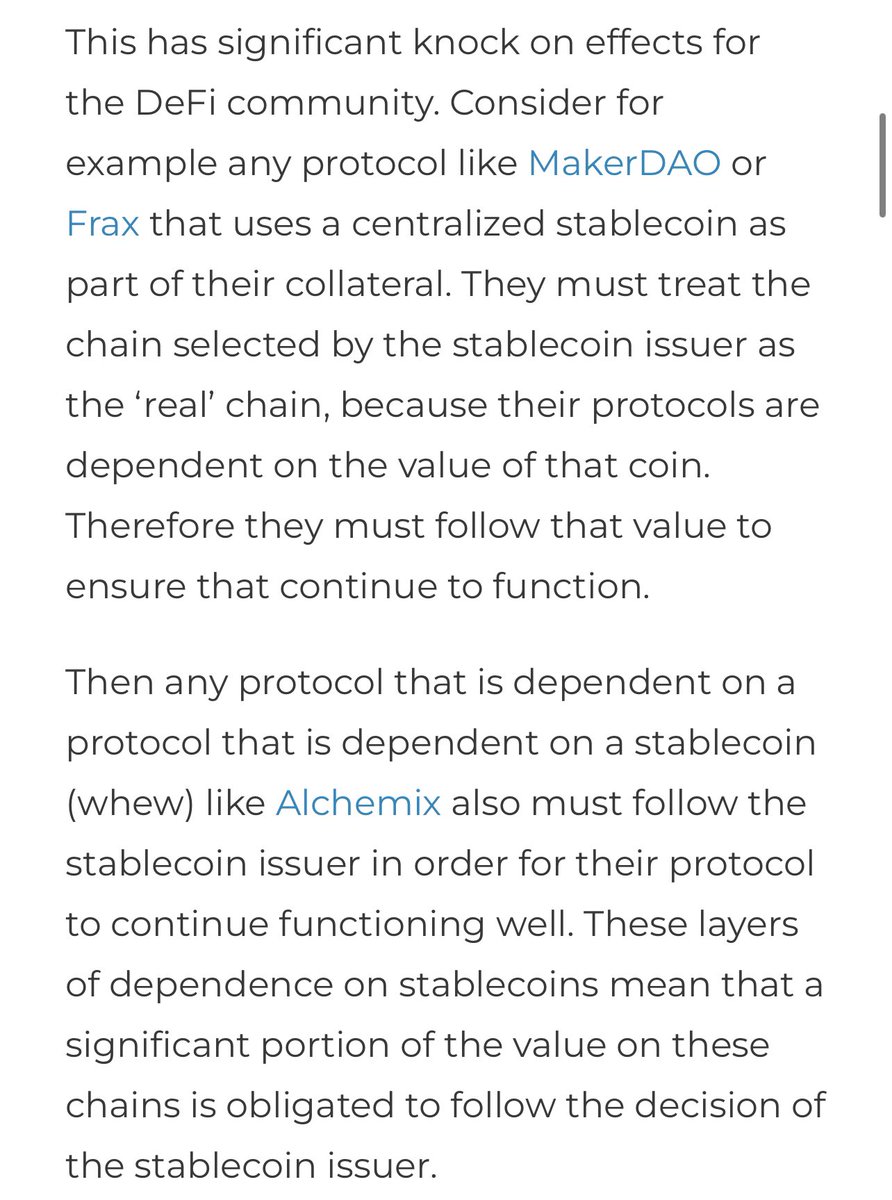 This has significant knock on effects for
the DeFi community. Consider for
example any protocol like MakerDAO or
Frax that uses a centralized stablecoin as
part of their collateral. They must treat the
chain selected by the stablecoin issuer as
the ‘real’ chain, because their protocols are
dependent on the value of that coin.
Therefore they must follow that value to
ensure that continue to function.
Then any protocol that is dependent on a
protocol that is dependent on a stablecoin
(whew) like Alchemix also must follow the
stablecoin issuer in order for their protocol
to continue functioning well. These layers
of dependence on stablecoins mean that a
significant portion of the value on these
chains is obligated to follow the decision of
the stablecoin issuer.